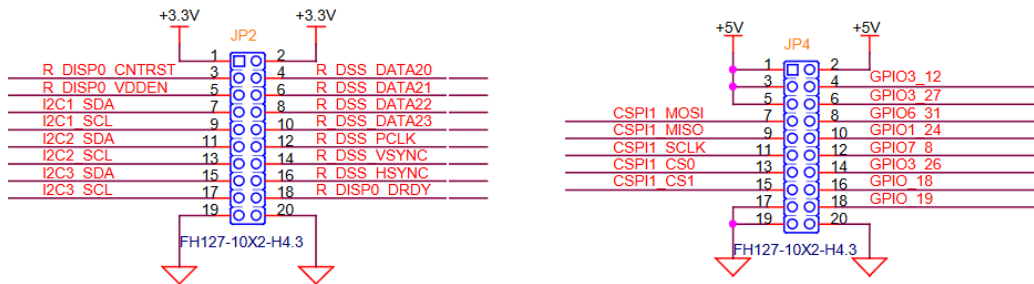 +3.3V +3.3V
JP2
1 2
R_DISP0_CNTRST 3 4 R_DSS_DATA20
R_DISP0_VDDEN 5 6 R_DSS_DATA21
I2C1_SDA 7 8 R_DSS_DATA22
I2C1_SCL 9 10 R_DSS_DATA23
I2C2_SDA 11 12 R_DSS_PCLK
I2C2_SCL 13 14 R_DSS_VSYNC
I2C3_SDA 15 16 R_DSS_HSYNC
I2C3_SCL 17 18 R_DISP0_DRDY
19 20
FH127-10X2-H4.3
+5V +5V
JP4
1 2
3 4 GPIO3_12
5 6 GPIO3_27
CSPI1_MOSI 7 8 GPIO6_31
CSPI1_MISO 9 10 GPIO1_24
CSPI1_SCLK 11 12 GPIO7_8
CSPI1_CS0 13 14 GPIO3_26
CSPI1_CS1 15 16 GPIO_18
17 18 GPIO_19
19 20
FH127-10X2-H4.3